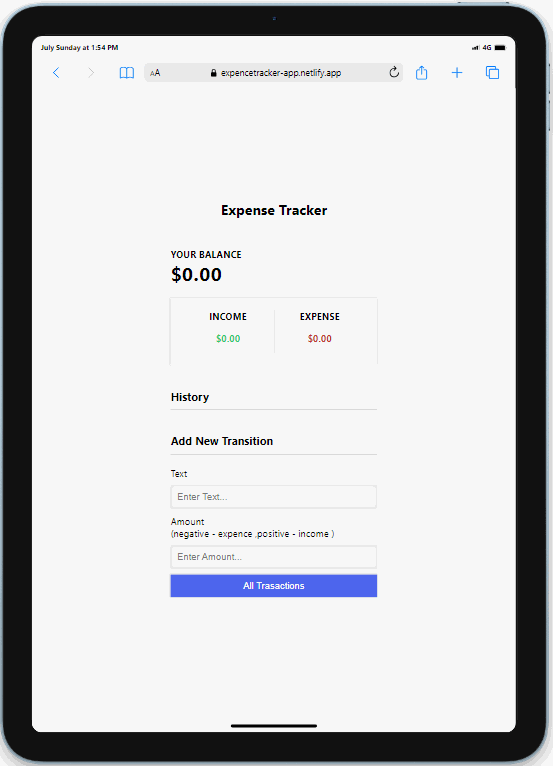 July Sunday at 1:54 PM
4G
AA
expencetracker-app.netlify.app
Expense Tracker
YOUR BALANCE
$0.00
INCOME
EXPENSE
$0.00
$0.00
History
Add New Transition
Text
Enter Text...
Amount
(negative - expence ,positive - income )
Enter Amount...
All Trasactions